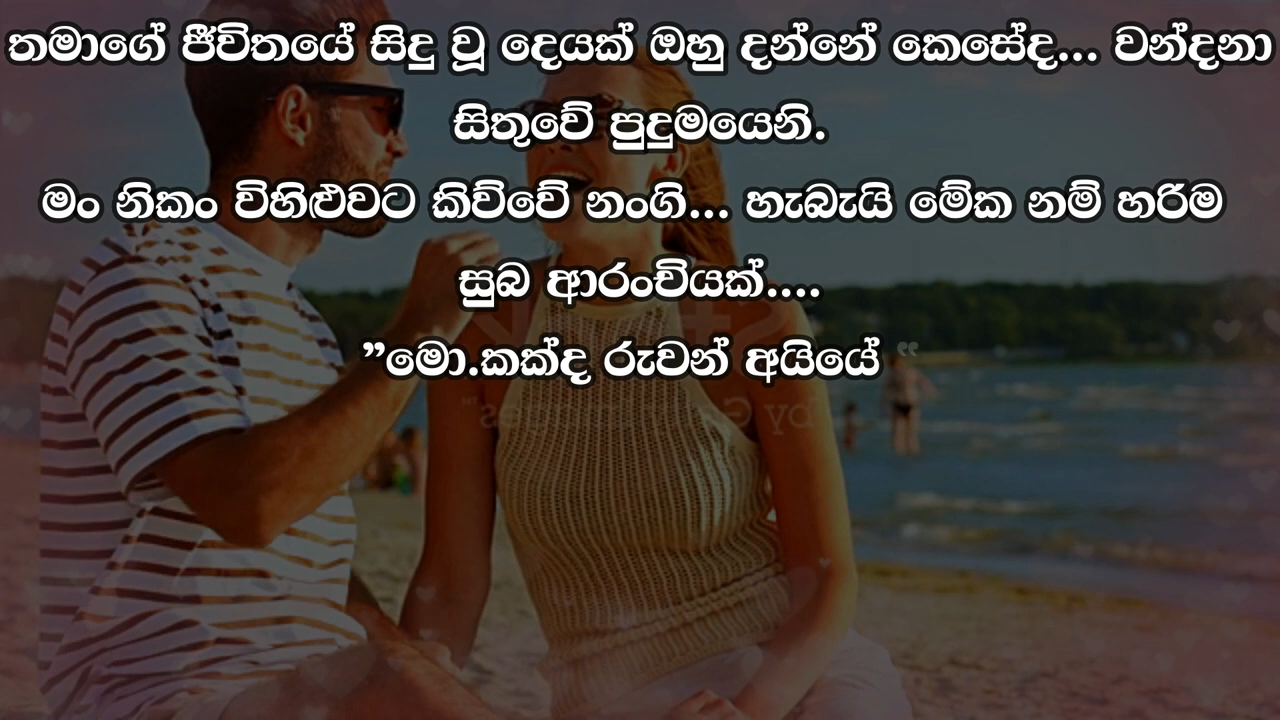 තමාගේ ජීවිතයේ සිදු වූ දෙයක් ඔහු දන්නේ කෙසේද... වන්දනා
සිතුවේ පුදුමයෙනි.
මං නිකං විහිළුවට කිව්වේ නංගි... හැබැයි මේක නම් හරිම
සුබ ආරංචියක්....
”මො.කක්ද රුවන් අයියේ “